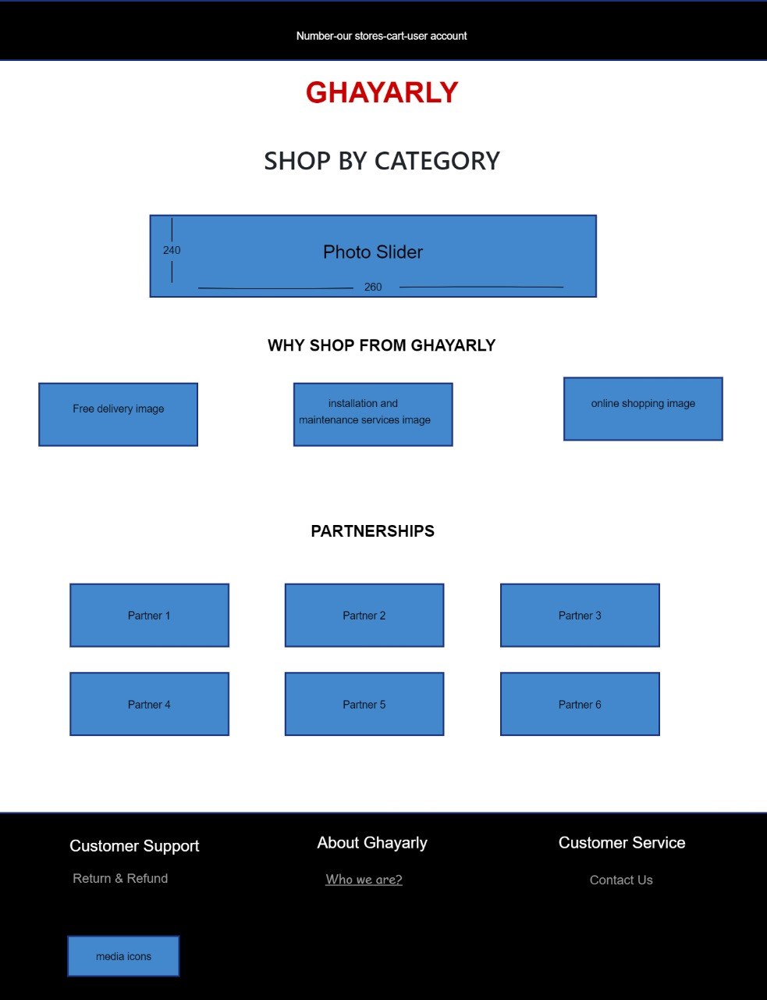 Number-our stores-cart-user account
GHAYARLY
SHOP BY CATEGORY
240
Photo Slider
260
WHY SHOP FROM GHAYARLY
Free delivery image
installation and
maintenance services image
online shopping image
PARTNERSHIPS
Partner 1
Partner 2
Partner 3
Partner 4
Partner 5
Partner 6
Customer Support
About Ghayarly
Customer Service
Return & Refund
Who we are?
Contact Us
media icons